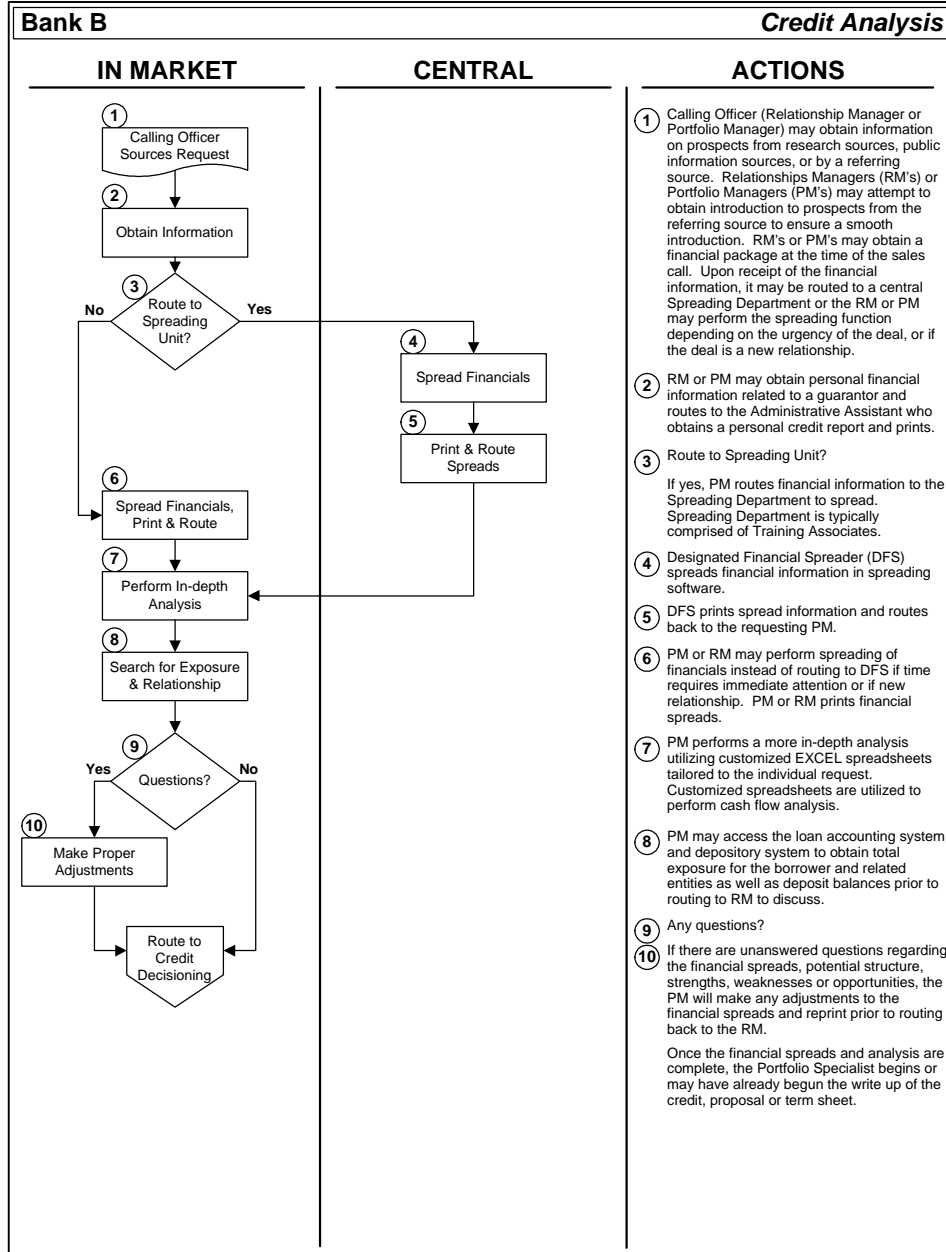 Bank B
Credit Analysis
IN MARKET
CENTRAL
ACTIONS
1
Calling Officer
Sources Request
2
Obtain Information
3
Route to
Spreading
Unit?
No
Yes
4
Spread Financials
5
Print & Route
Spreads
6
Spread Financials,
Print & Route
7
Perform In-depth
Analysis
8
Search for Exposure
& Relationship
9
Questions?
Yes
No
10
Make Proper
Adjustments
Route to
Credit
Decisioning
1 Calling Officer (Relationship Manager or
Portfolio Manager) may obtain information
on prospects from research sources, public
information sources, or by a referring
source. Relationships Managers (RM's) or
Portfolio Managers (PM's) may attempt to
obtain introduction to prospects from the
referring source to ensure a smooth
introduction. RM's or PM's may obtain a
financial package at the time of the sales
call. Upon receipt of the financial
information, it may be routed to a central
Spreading Department or the RM or PM
may perform the spreading function
depending on the urgency of the deal, or if
the deal is a new relationship.
2 RM or PM may obtain personal financial
information related to a guarantor and
routes to the Administrative Assistant who
obtains a personal credit report and prints.
3 Route to Spreading Unit?
If yes, PM routes financial information to the
Spreading Department to spread.
Spreading Department is typically
comprised of Training Associates.
4 Designated Financial Spreader (DFS)
spreads financial information in spreading
software.
5 DFS prints spread information and routes
back to the requesting PM.
6 PM or RM may perform spreading of
financials instead of routing to DFS if time
requires immediate attention or if new
relationship. PM or RM prints financial
spreads.
7 PM performs a more in-depth analysis
utilizing customized EXCEL spreadsheets
tailored to the individual request.
Customized spreadsheets are utilized to
perform cash flow analysis.
8 PM may access the loan accounting system
and depository system to obtain total
exposure for the borrower and related
entities as well as deposit balances prior to
routing to RM to discuss.
9 Any questions?
10 If there are unanswered questions regarding
the financial spreads, potential structure,
strengths, weaknesses or opportunities, the
PM will make any adjustments to the
financial spreads and reprint prior to routing
back to the RM.
Once the financial spreads and analysis are
complete, the Portfolio Specialist begins or
may have already begun the write up of the
credit, proposal or term sheet.